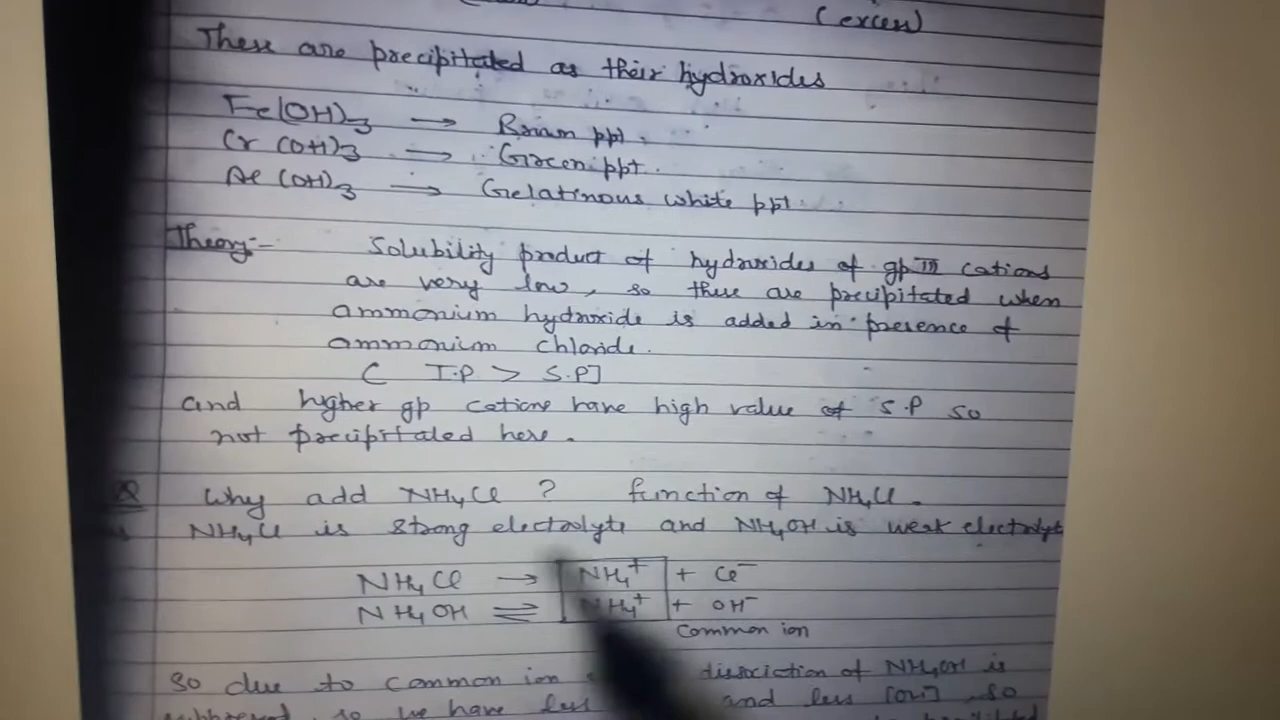 (excess)
These are precipitated as their hydroxides
Fe(OH)3 → Brown ppt.
Cr(OH)3 → Green ppt.
Al(OH)3 → Gelatinous white ppt.
Theory:- Solubility product of hydroxides of gp III cations
are very low, so these are precipitated when
ammonium hydroxide is added in presence of
ammonium chloride.
[ I.P > S.P]
and higher gp cations have high value of S.P so
not precipitated here.
Q Why add NH4Cl ? function of NH4Cl.
NH4Cl is strong electrolyte and NH4OH is weak electrolyte
NH4Cl → NH4+ + Cl-
NH4OH ⇌ NH4+ + OH-
Common ion
So due to common ion dissociation of NH4OH is
so we have less and less [OH-] so